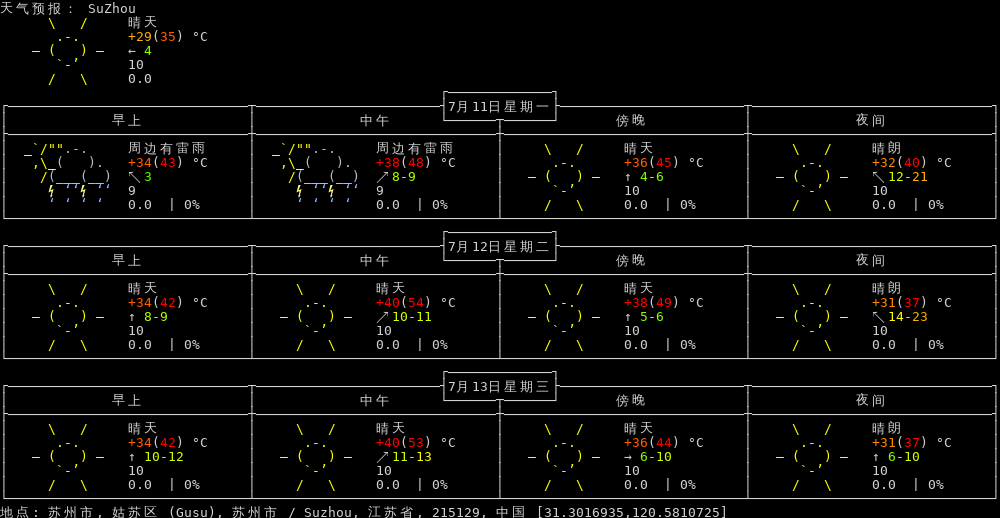 天气预报: SuZhou
晴天
+29(35) °C
← 4
10
0.0
7月11日星期一
早上 中午 傍晚 夜间
周边有雷雨 周边有雷雨 晴天 晴朗
+34(43) °C +38(48) °C +36(45) °C +32(40) °C
↖ 3 ↗ 8-9 ↑ 4-6 ↖ 12-21
9 9 10 10
0.0 | 0% 0.0 | 0% 0.0 | 0% 0.0 | 0%
7月12日星期二
早上 中午 傍晚 夜间
晴天 晴天 晴天 晴朗
+34(42) °C +40(54) °C +38(49) °C +31(37) °C
↑ 8-9 ↗ 10-11 ↑ 5-6 ↖ 14-23
10 10 10 10
0.0 | 0% 0.0 | 0% 0.0 | 0% 0.0 | 0%
7月13日星期三
早上 中午 傍晚 夜间
晴天 晴天 晴天 晴朗
+34(42) °C +40(53) °C +36(44) °C +31(37) °C
↑ 10-12 ↗ 11-13 → 6-10 ↑ 6-10
10 10 10 10
0.0 | 0% 0.0 | 0% 0.0 | 0% 0.0 | 0%
地点: 苏州市, 姑苏区 (Gusu), 苏州市 / Suzhou, 江苏省, 215129, 中国 [31.3016935,120.5810725]